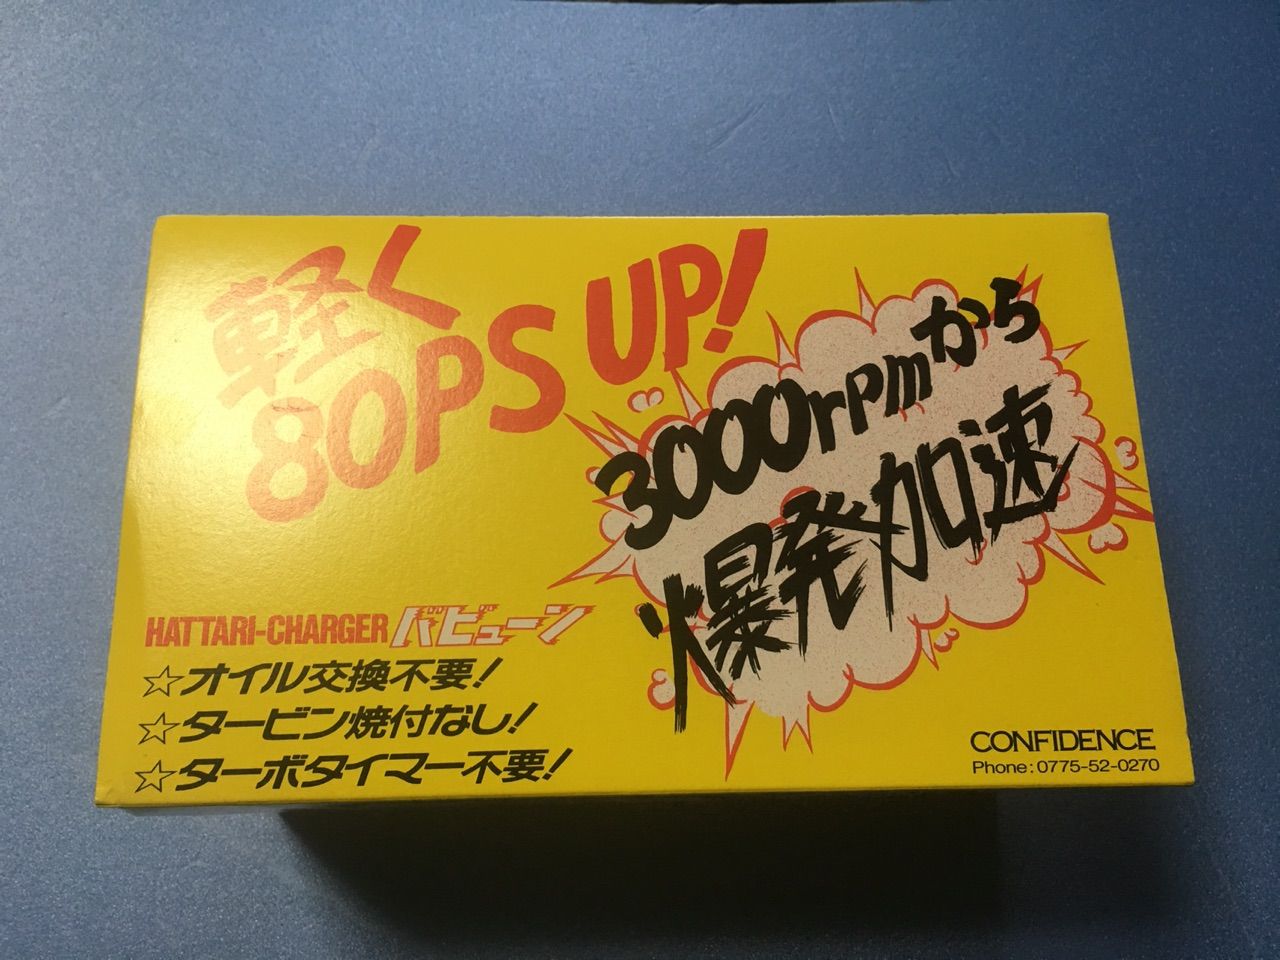 軽く
80PS UP!
3000rpmから
爆発加速
HATTARI-CHARGER バビューン
☆オイル交換不要!
☆タービン焼付なし!
☆ターボタイマー不要!
CONFIDENCE
Phone:0775-52-0270